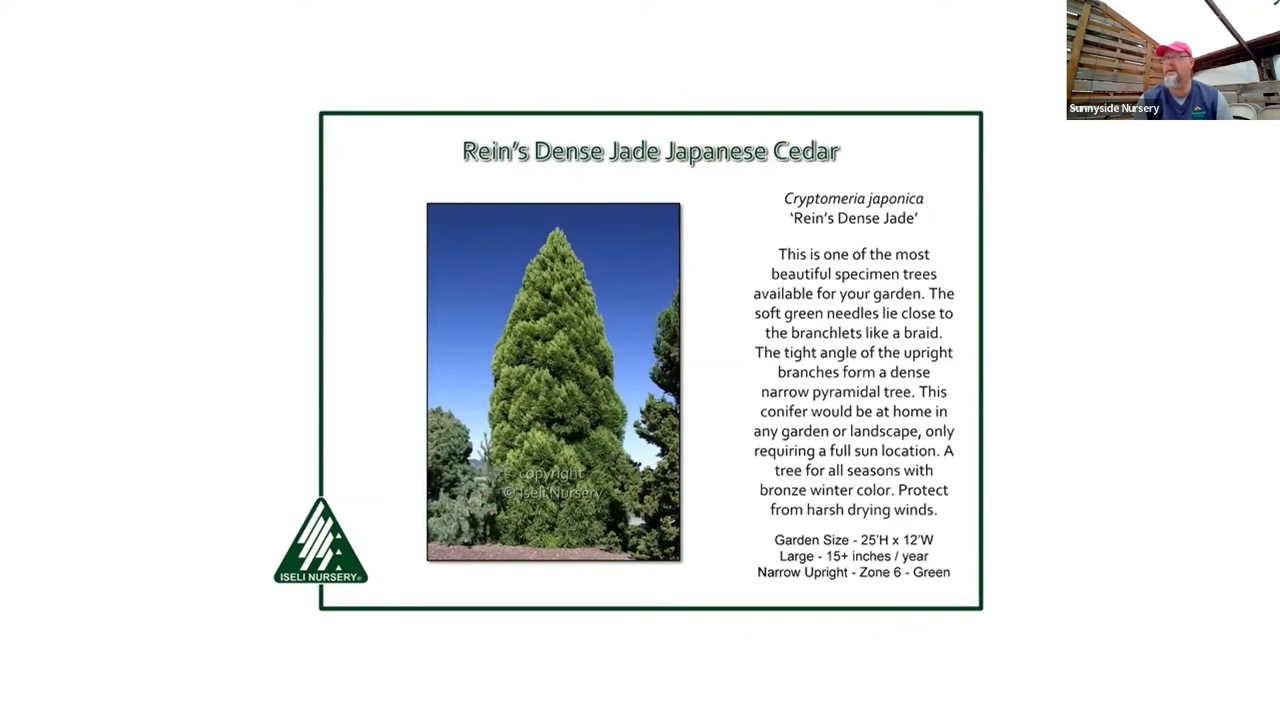 Sunnyside Nursery
Rein's Dense Jade Japanese Cedar
Cryptomeria japonica
‘Rein's Dense Jade’
This is one of the most
beautiful specimen trees
available for your garden. The
soft green needles lie close to
the branchlets like a braid.
The tight angle of the upright
branches form a dense
narrow pyramidal tree. This
conifer would be at home in
any garden or landscape, only
requiring a full sun location. A
tree for all seasons with
bronze winter color. Protect
from harsh drying winds.
Garden Size - 25'H x 12'W
Large - 15+ inches / year
Narrow Upright - Zone 6 - Green
copyright
© Iseli Nursery
ISELI NURSERY®